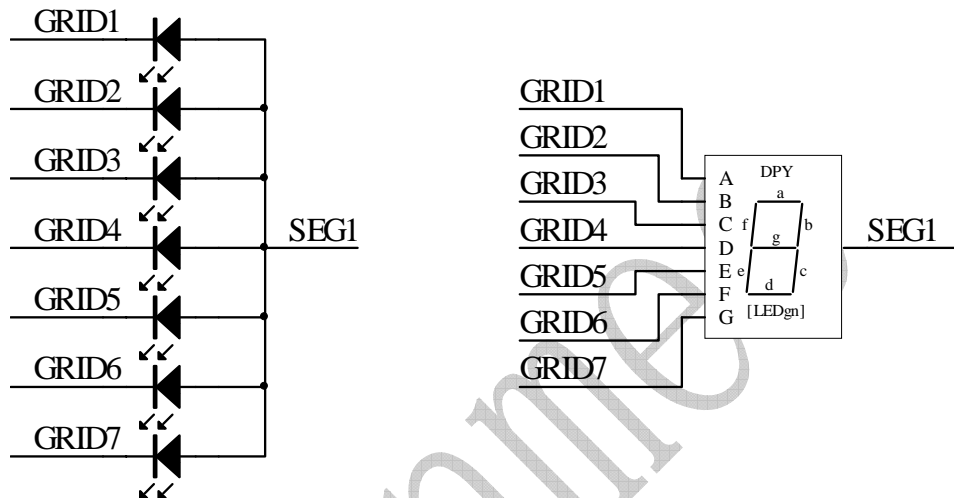 GRID1
GRID2
GRID3
GRID4
GRID5
GRID6
GRID7
SEG1
GRID1
GRID2
GRID3
GRID4
GRID5
GRID6
GRID7
A
B
C
D
E
F
G
DPY
a
f
b
g
e
c
d
[LEDgn]
SEG1